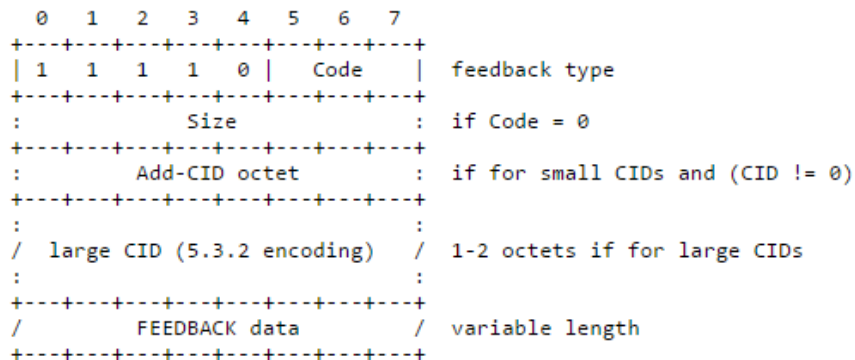 0   1   2   3   4   5   6   7
+---+---+---+---+---+---+---+---+
| 1   1   1   1   0 |   Code    |  feedback type
+---+---+---+---+---+---+---+---+
:             Size              :  if Code = 0
+---+---+---+---+---+---+---+---+
:         Add-CID octet         :  if for small CIDs and (CID != 0)
+---+---+---+---+---+---+---+---+
:                               :
/  large CID (5.3.2 encoding)   /  1-2 octets if for large CIDs
:                               :
+---+---+---+---+---+---+---+---+
/         FEEDBACK data         /  variable length
+---+---+---+---+---+---+---+---+